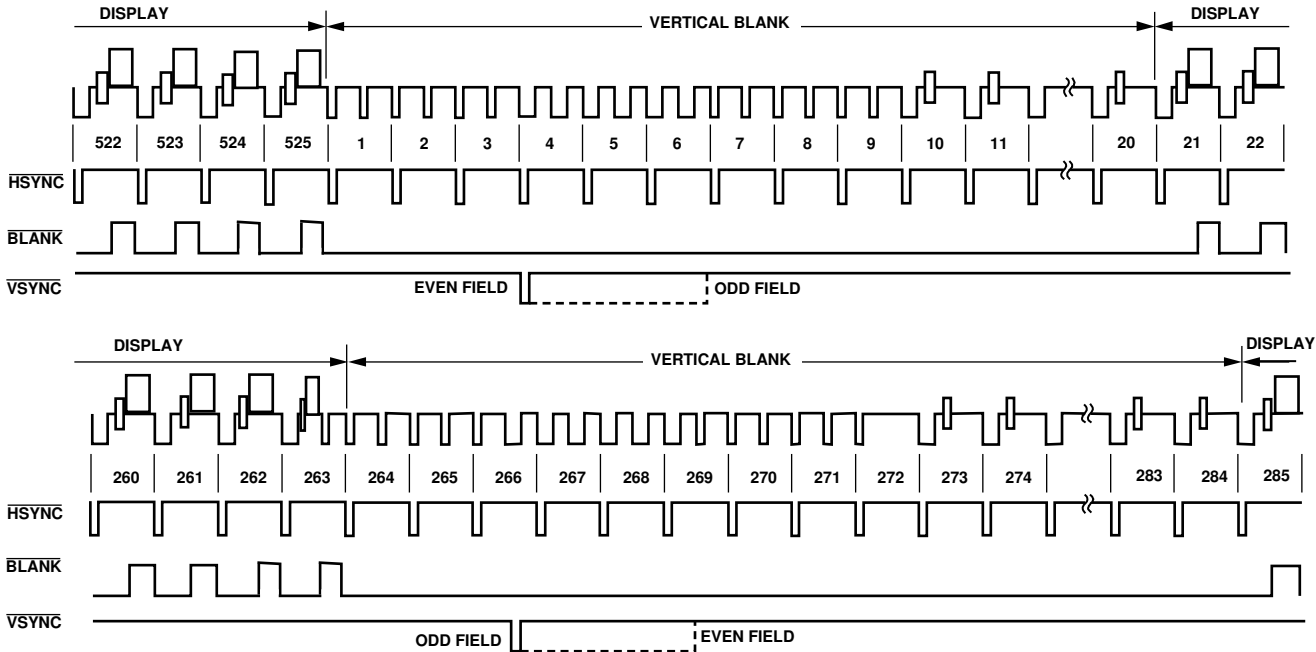 DISPLAY VERTICAL BLANK DISPLAY
522 523 524 525 1 2 3 4 5 6 7 8 9 10 11 20 21 22
HSYNC
BLANK
VSYNC
EVEN FIELD ODD FIELD
DISPLAY VERTICAL BLANK DISPLAY
260 261 262 263 264 265 266 267 268 269 270 271 272 273 274 283 284 285
HSYNC
BLANK
VSYNC
ODD FIELD EVEN FIELD